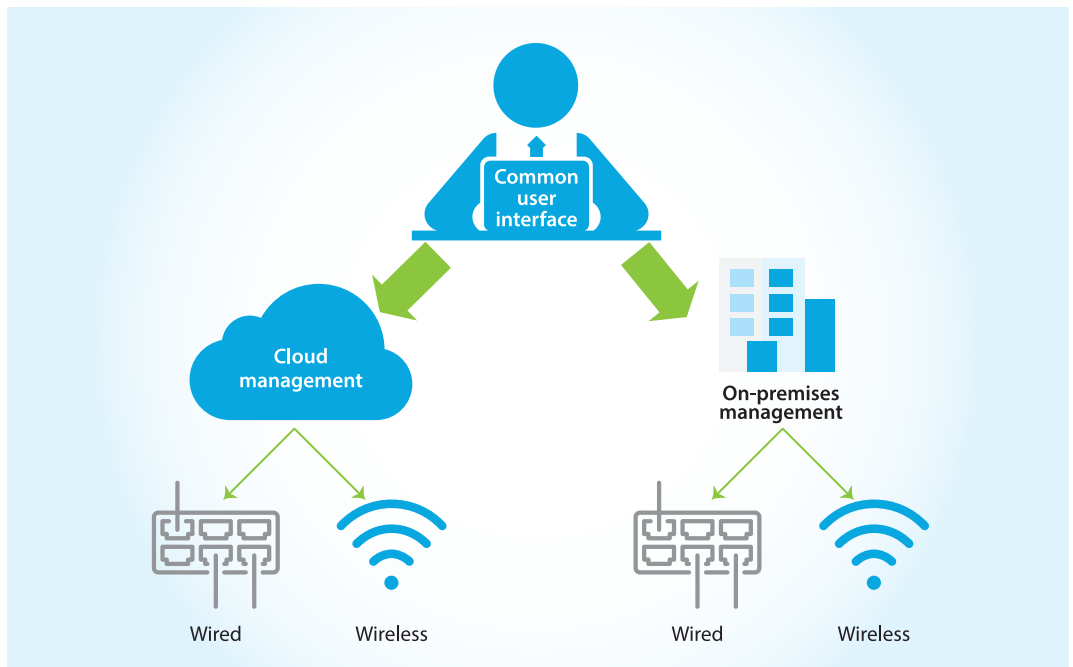 Common
user
interface
Cloud
management
On-premises
management
Wired
Wireless
Wired
Wireless